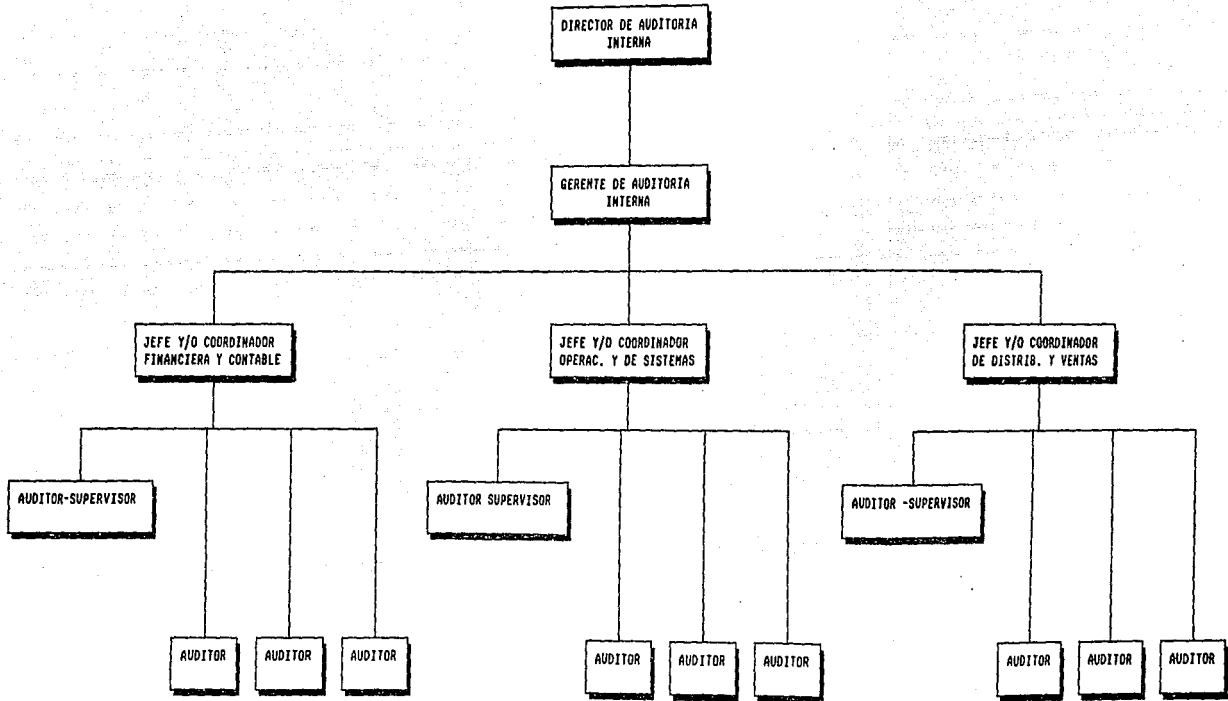 DIRECTOR DE AUDITORIA
INTERNA
GERENTE DE AUDITORIA
INTERNA
JEFE Y/O COORDINADOR
FINANCIERA Y CONTABLE
JEFE Y/O COORDINADOR
OPERAC. Y DE SISTEMAS
JEFE Y/O COORDINADOR
DE DISTRIB. Y VENTAS
AUDITOR-SUPERVISOR
AUDITOR SUPERVISOR
AUDITOR -SUPERVISOR
AUDITOR
AUDITOR
AUDITOR
AUDITOR
AUDITOR
AUDITOR
AUDITOR
AUDITOR
AUDITOR